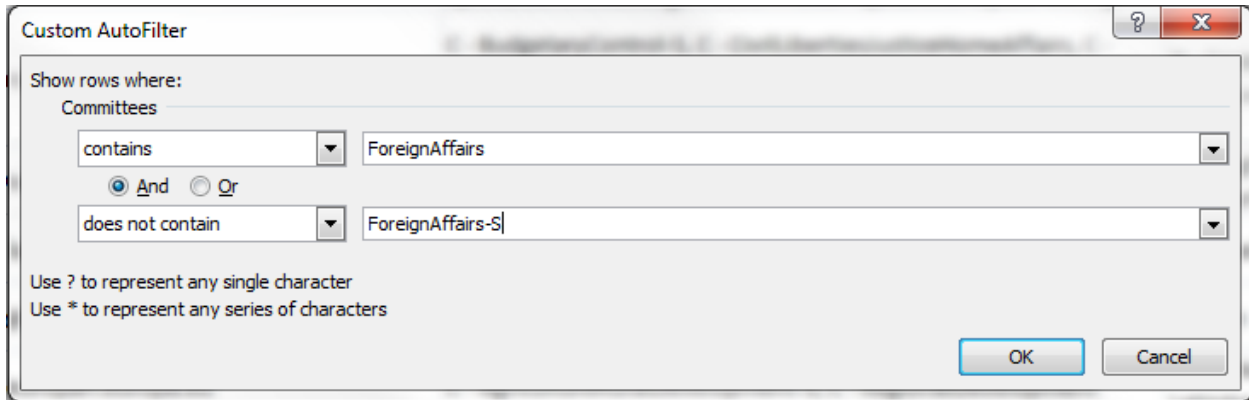 Custom AutoFilter
?
X
Show rows where:
Committees
contains ForeignAffairs
And Or
does not contain ForeignAffairs-S
Use ? to represent any single character
Use * to represent any series of characters
OK Cancel